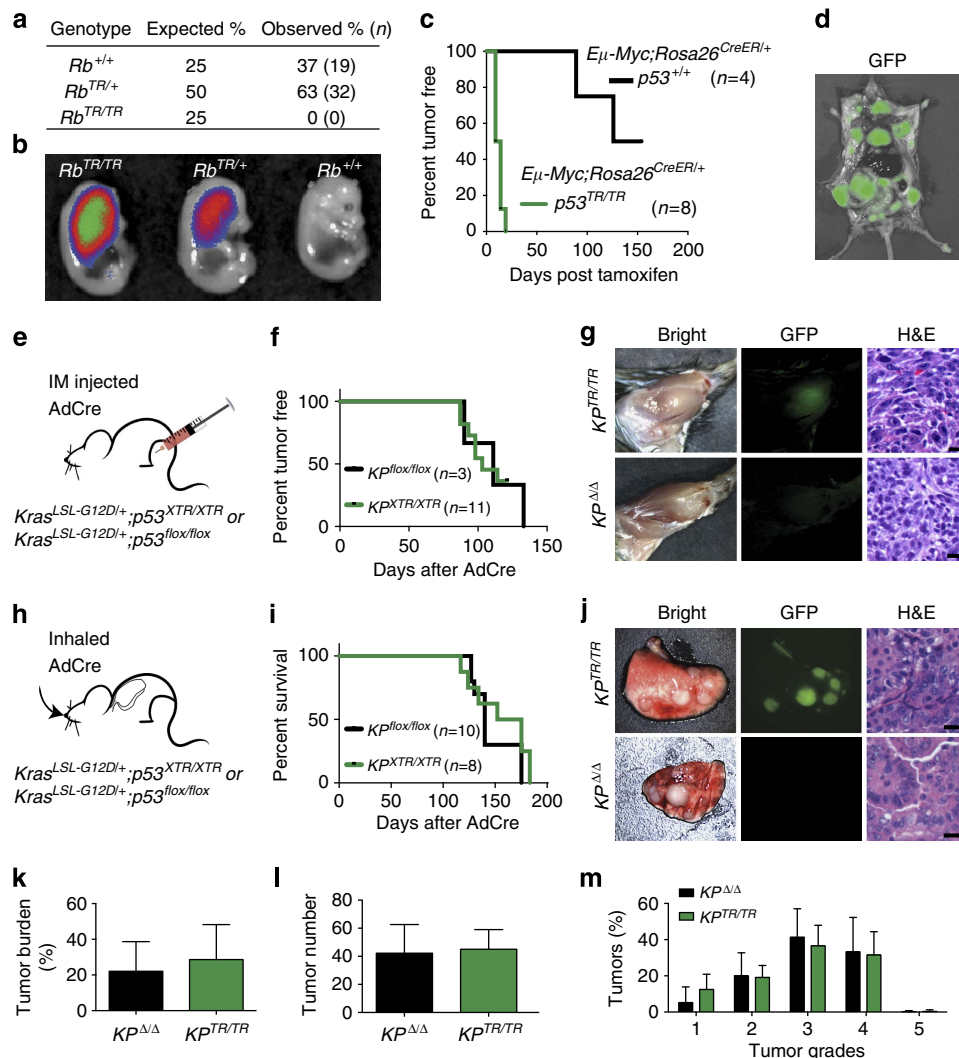 a
Genotype Expected % Observed % (n)
Rb+/+ 25 37 (19)
RbTR/+ 50 63 (32)
RbTR/TR 25 0 (0)
b
RbTR/TR RbTR/+ Rb+/+
c
Percent tumor free
100
80
60
40
20
0
0 50 100 150 200
Days post tamoxifen
Eμ-Myc;Rosa26CreER/+
p53+/+ (n=4)
Eμ-Myc;Rosa26CreER/+
p53TR/TR (n=8)
d
GFP
e
IM injected
AdCre
KrasLSL-G12D/+;p53XTR/XTR or
KrasLSL-G12D/+;p53flox/flox
f
Percent tumor free
100
50
0
0 50 100 150
Days after AdCre
KPflox/flox (n=3)
KPXTR/XTR (n=11)
g
Bright GFP H&E
KPTR/TR
KPΔ/Δ
h
Inhaled
AdCre
KrasLSL-G12D/+;p53XTR/XTR or
KrasLSL-G12D/+;p53flox/flox
i
Percent survival
100
50
0
0 50 100 150 200
Days after AdCre
KPflox/flox (n=10)
KPXTR/XTR (n=8)
j
Bright GFP H&E
KPTR/TR
KPΔ/Δ
k
Tumor burden
(%)
60
40
20
0
KPΔ/Δ KPTR/TR
l
Tumor number
80
60
40
20
0
KPΔ/Δ KPTR/TR
m
Tumors (%)
60
40
20
0
KPΔ/Δ
KPTR/TR
1 2 3 4 5
Tumor grades